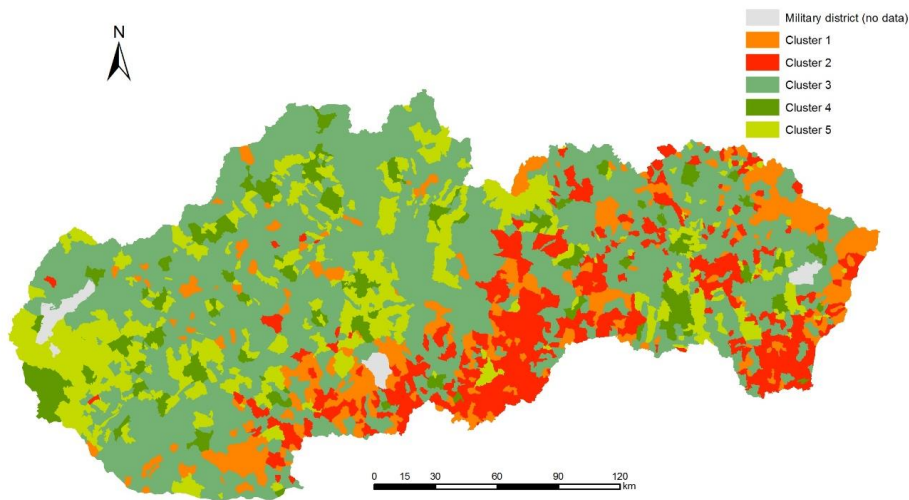 N
Military district (no data)
Cluster 1
Cluster 2
Cluster 3
Cluster 4
Cluster 5
0 15 30 60 90 120
km